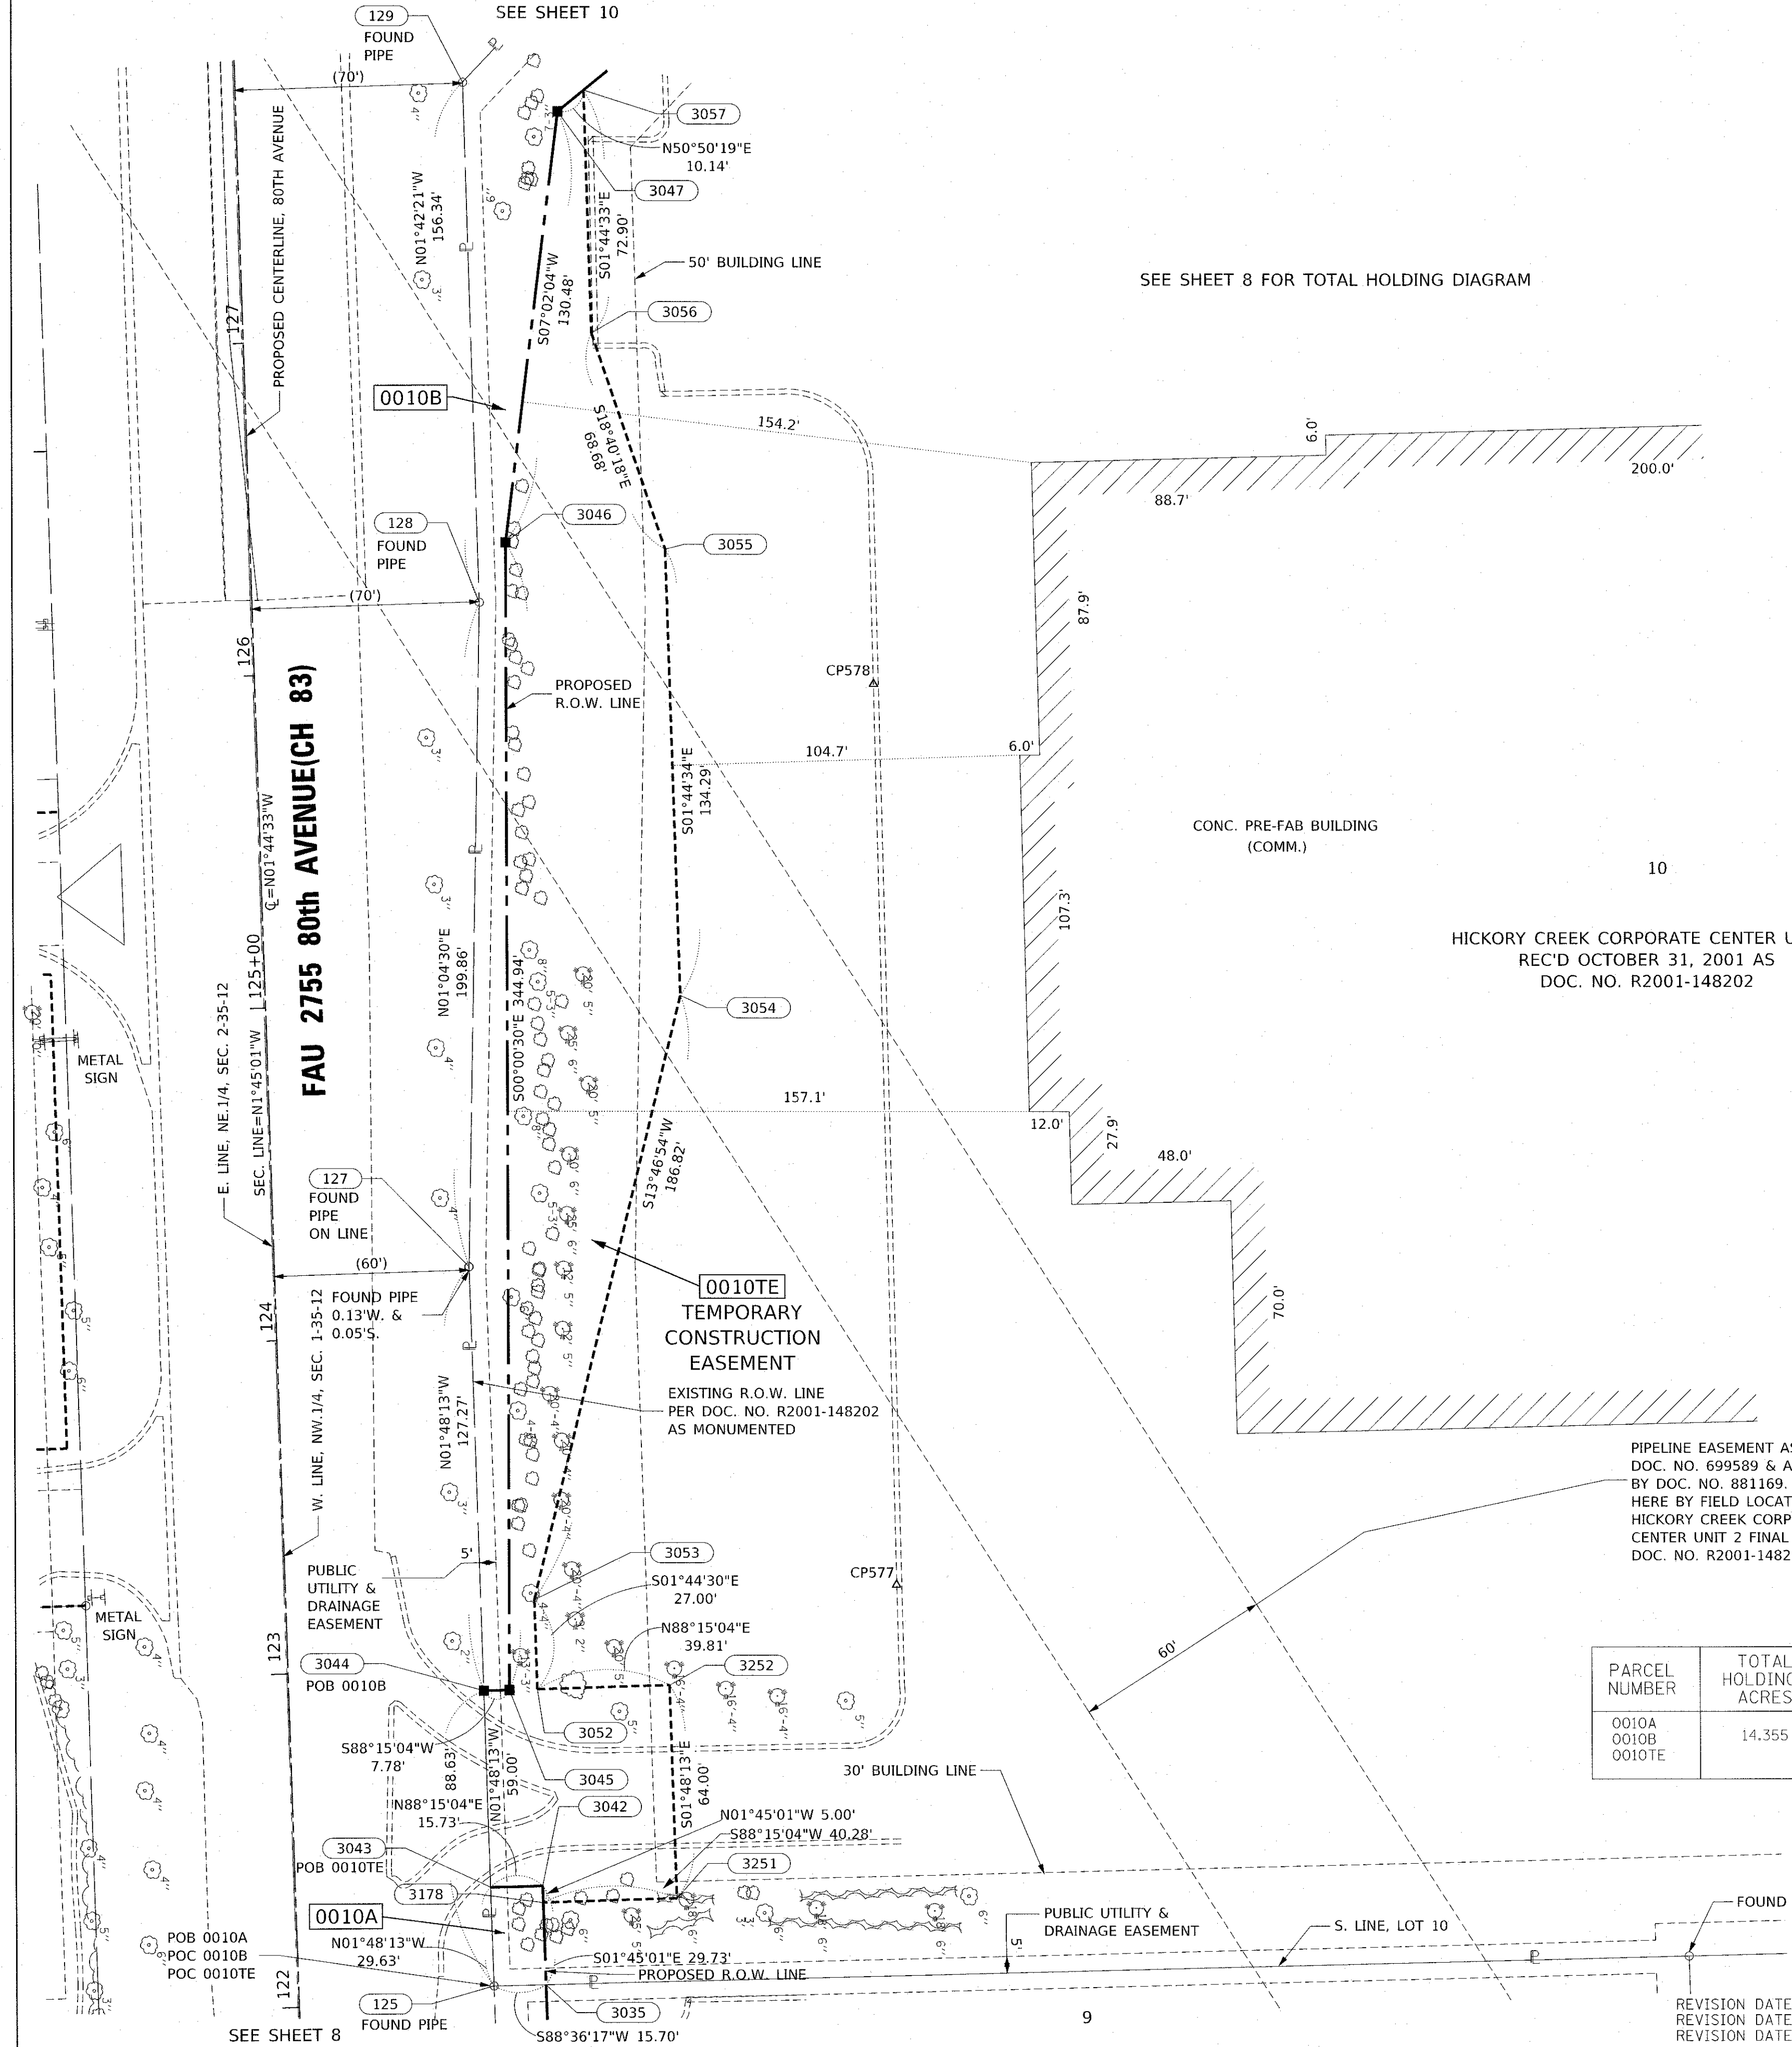 SEE SHEET 10
129
FOUND
PIPE
(70')
PROPOSED CENTERLINE, 80TH AVENUE
N01°42'21"W
156.34'
4"
3"
6"
3057
N50°50'19"E
10.14'
3047
S01°44'33"E
72.90'
S07°02'04"W
130.48'
50' BUILDING LINE
3056
SEE SHEET 8 FOR TOTAL HOLDING DIAGRAM
127
0010B
S18°40'18"E
68.68'
154.2'
6.0'
200.0'
88.7'
87.9'
128
FOUND
PIPE
3046
3055
(70')
126
FAU 2755 80th AVENUE(CH 83)
PROPOSED
R.O.W. LINE
CP578
104.7'
6.0'
S01°44'34"E
134.29'
CONC. PRE-FAB BUILDING
(COMM.)
10
107.3'
HICKORY CREEK CORPORATE CENTER U
REC'D OCTOBER 31, 2001 AS
DOC. NO. R2001-148202
℄=N01°44'33"W
125+00
SEC. LINE=N1°45'01"W
E. LINE, NE.1/4, SEC. 2-35-12
N01°04'30"E
199.86'
S00°00'30"E 344.94'
3054
METAL
SIGN
157.1'
12.0'
27.9'
48.0'
S13°46'54"W
186.82'
127
FOUND
PIPE
ON LINE
(60')
FOUND PIPE
0.13'W. &
0.05'S.
124
W. LINE, NW.1/4, SEC. 1-35-12
0010TE
TEMPORARY
CONSTRUCTION
EASEMENT
70.0'
EXISTING R.O.W. LINE
PER DOC. NO. R2001-148202
AS MONUMENTED
N01°48'13"W
127.27'
PIPELINE EASEMENT AS
DOC. NO. 699589 & A
BY DOC. NO. 881169.
HERE BY FIELD LOCAT
HICKORY CREEK CORP
CENTER UNIT 2 FINAL
DOC. NO. R2001-1482
5'
PUBLIC
UTILITY &
DRAINAGE
EASEMENT
3053
S01°44'30"E
27.00'
CP577
METAL
SIGN
N88°15'04"E
39.81'
60'
123
3044
POB 0010B
3252
3052
PARCEL
NUMBER
TOTAL
HOLDING
ACRES
0010A
0010B
0010TE
14.355
S88°15'04"W
7.78'
88.63'
N01°48'13"W
59.00'
3045
S01°48'13"E
64.00'
30' BUILDING LINE
3042
N88°15'04"E
15.73'
N01°45'01"W 5.00'
S88°15'04"W 40.28'
3043
POB 0010TE
3251
3178
0010A
FOUND
PUBLIC UTILITY &
DRAINAGE EASEMENT
S. LINE, LOT 10
5'
POB 0010A
POC 0010B
POC 0010TE
N01°48'13"W
29.63'
S01°45'01"E 29.73'
PROPOSED R.O.W. LINE
122
125
FOUND PIPE
3035
S88°36'17"W 15.70'
SEE SHEET 8
9
REVISION DATE
REVISION DATE
REVISION DATE